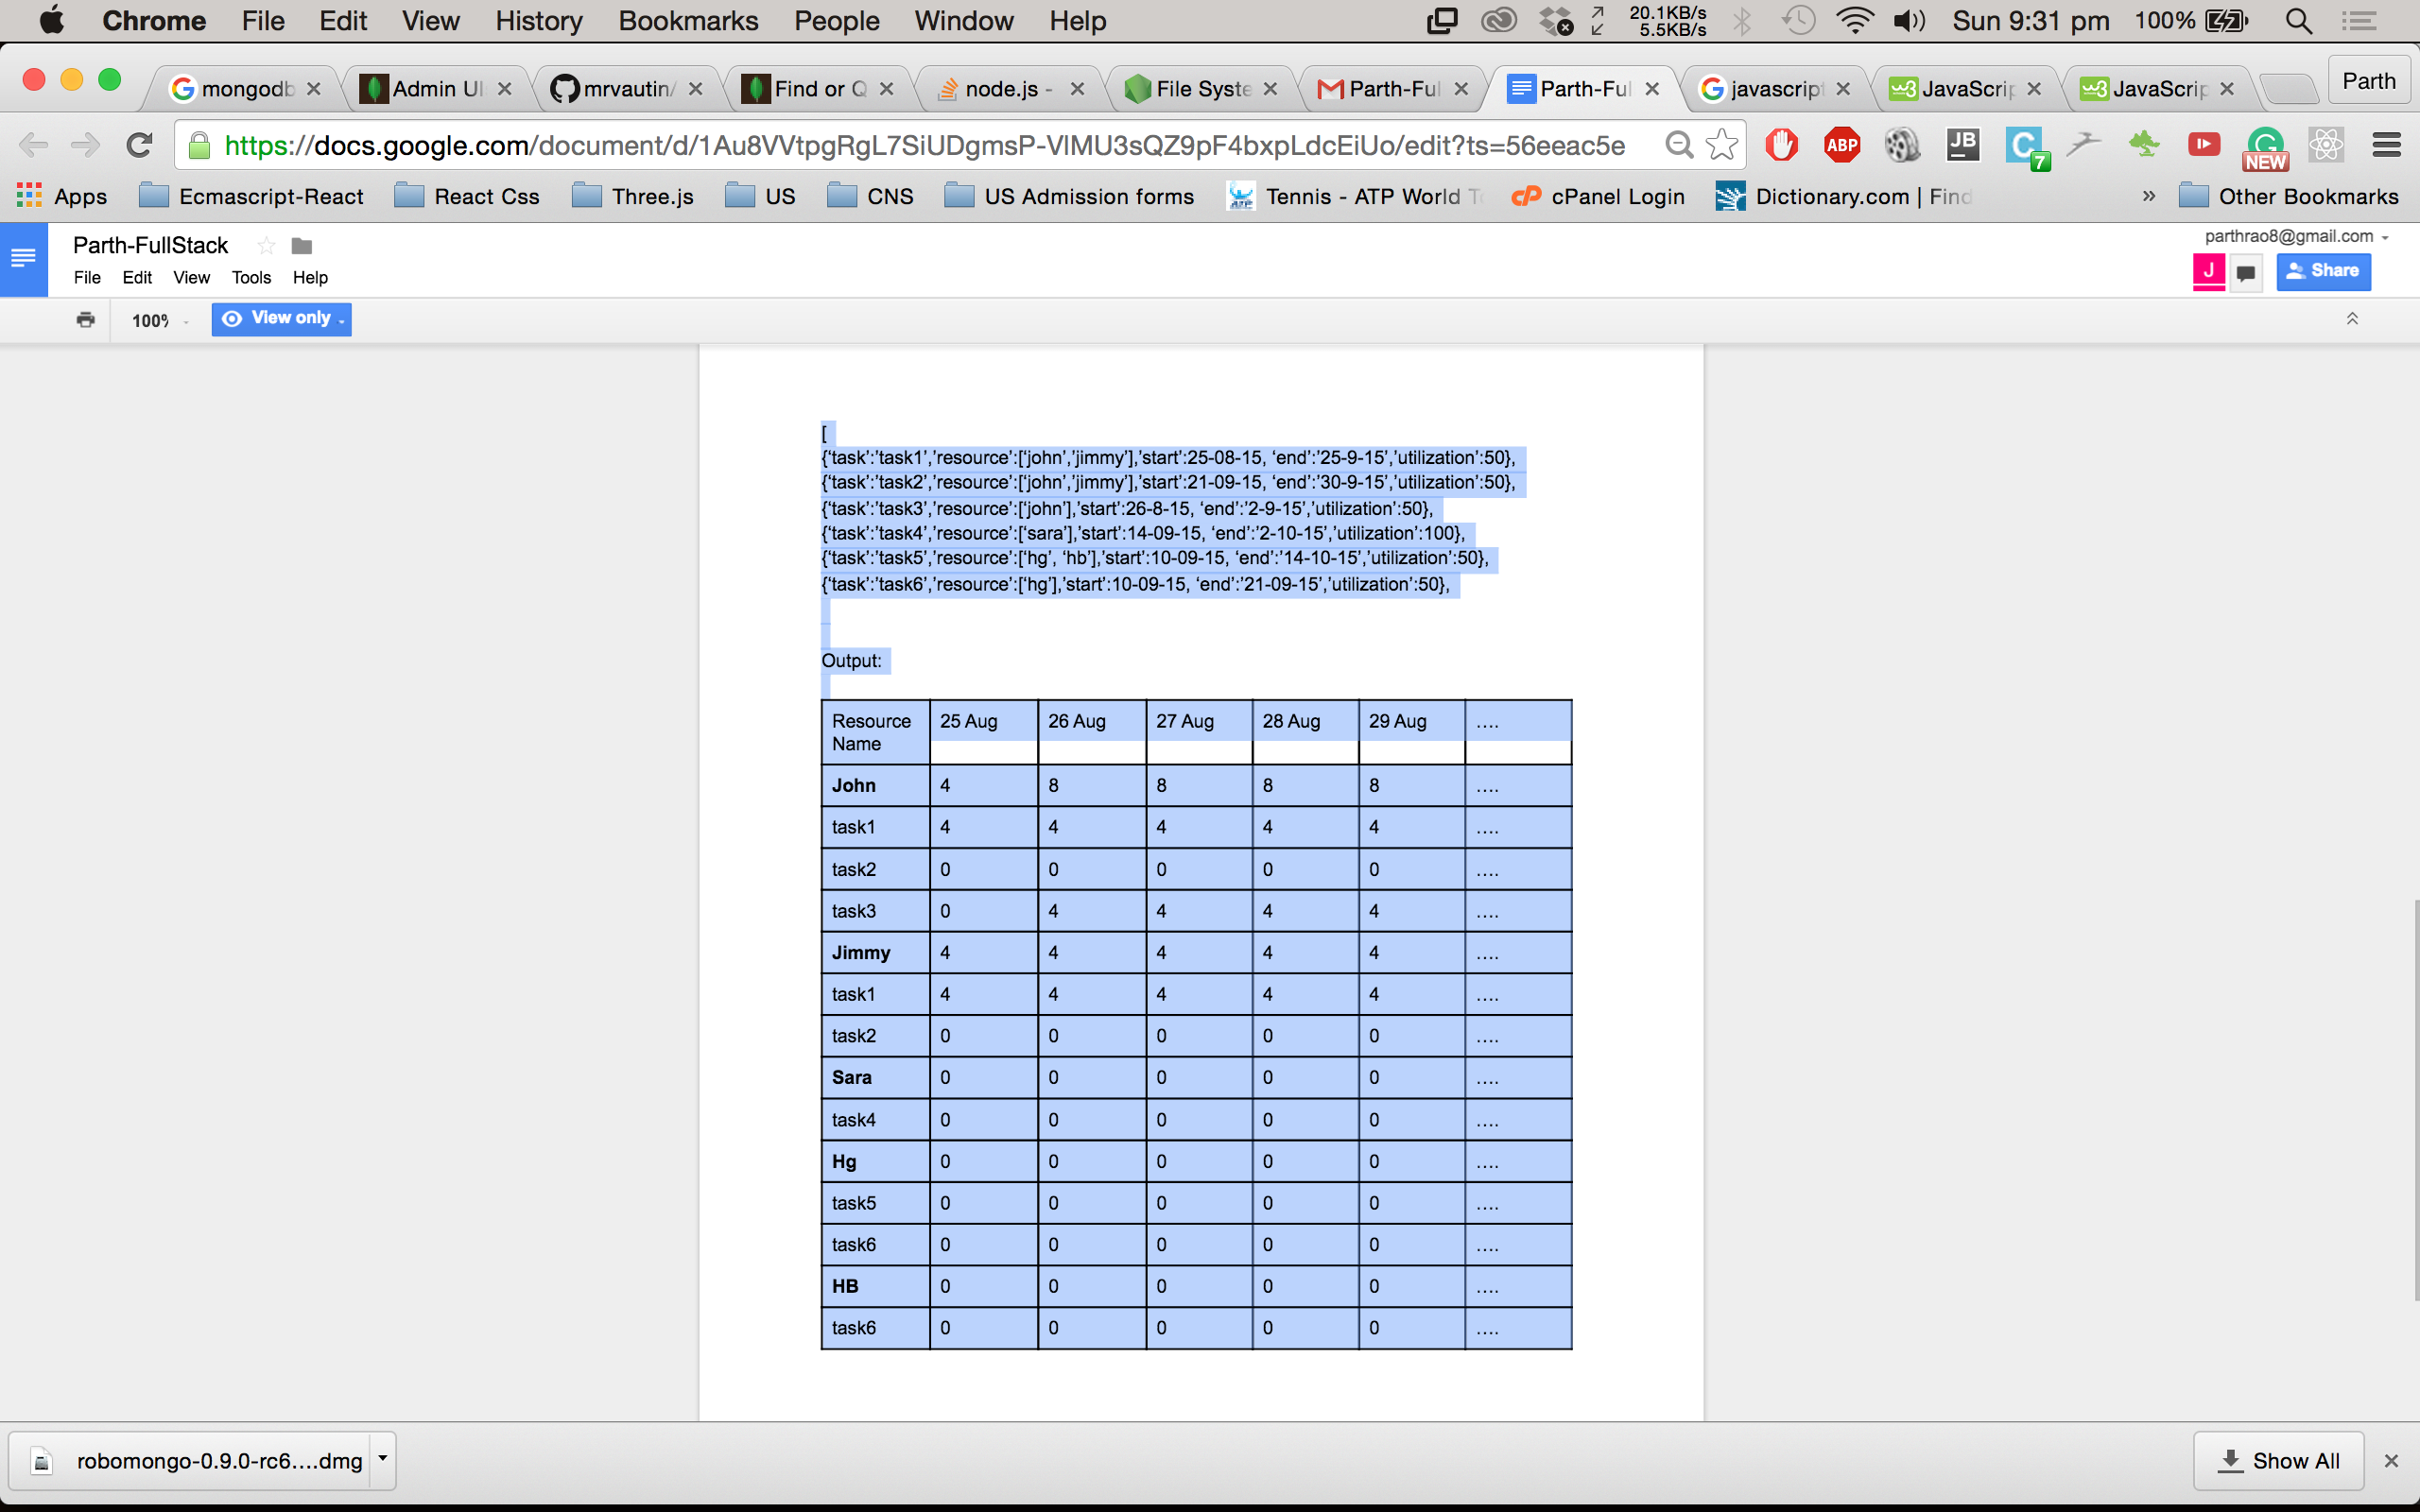 Chrome File Edit View History Bookmarks People Window Help 20.1KB/s 5.5KB/s Sun 9:31 pm 100%
mongodb Admin UI mrvautin/ Find or Q node.js - File Syste Parth-Ful Parth-Ful javascript JavaScrip JavaScrip Parth
https://docs.google.com/document/d/1Au8VVtpgRgL7SiUDgmsP-VlMU3sQZ9pF4bxpLdcEiUo/edit?ts=56eeac5e ABP JB C 7 NEW
Apps Ecmascript-React React Css Three.js US CNS US Admission forms Tennis - ATP World T cPanel Login Dictionary.com | Find » Other Bookmarks
Parth-FullStack parthrao8@gmail.com
File Edit View Tools Help J Share
100% View only
[
{‘task’:’task1’,’resource’:[‘john’,’jimmy’],’start’:25-08-15, ‘end’:’25-9-15’,’utilization’:50},
{‘task’:’task2’,’resource’:[‘john’,’jimmy’],’start’:21-09-15, ‘end’:’30-9-15’,’utilization’:50},
{‘task’:’task3’,’resource’:[‘john’],’start’:26-8-15, ‘end’:’2-9-15’,’utilization’:50},
{‘task’:’task4’,’resource’:[‘sara’],’start’:14-09-15, ‘end’:’2-10-15’,’utilization’:100},
{‘task’:’task5’,’resource’:[‘hg’, ‘hb’],’start’:10-09-15, ‘end’:’14-10-15’,’utilization’:50},
{‘task’:’task6’,’resource’:[‘hg’],’start’:10-09-15, ‘end’:’21-09-15’,’utilization’:50},
Output:
Resource Name 25 Aug 26 Aug 27 Aug 28 Aug 29 Aug ....
John 4 8 8 8 8 ....
task1 4 4 4 4 4 ....
task2 0 0 0 0 0 ....
task3 0 4 4 4 4 ....
Jimmy 4 4 4 4 4 ....
task1 4 4 4 4 4 ....
task2 0 0 0 0 0 ....
Sara 0 0 0 0 0 ....
task4 0 0 0 0 0 ....
Hg 0 0 0 0 0 ....
task5 0 0 0 0 0 ....
task6 0 0 0 0 0 ....
HB 0 0 0 0 0 ....
task6 0 0 0 0 0 ....
robomongo-0.9.0-rc6....dmg Show All